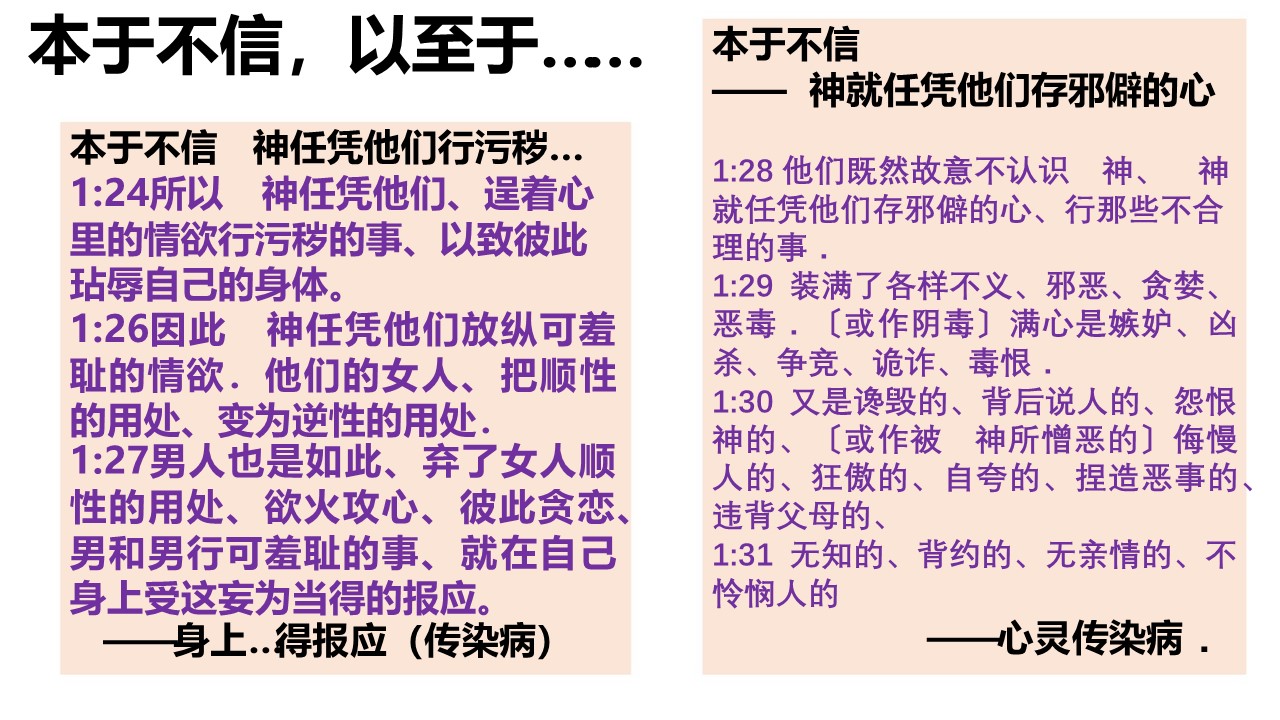 本于不信，以至于…..
本于不信　神任凭他们行污秽…
1:24所以　神任凭他们、逞着心
里的情欲行污秽的事、以致彼此
玷辱自己的身体。
1:26因此　神任凭他们放纵可羞
耻的情欲．他们的女人、把顺性
的用处、变为逆性的用处．
1:27男人也是如此、弃了女人顺
性的用处、欲火攻心、彼此贪恋、
男和男行可羞耻的事、就在自己
身上受这妄为当得的报应。
——身上…得报应（传染病）
本于不信
—— 神就任凭他们存邪僻的心
1:28 他们既然故意不认识　神、　神
就任凭他们存邪僻的心、行那些不合
理的事．
1:29 装满了各样不义、邪恶、贪婪、
恶毒．〔或作阴毒〕满心是嫉妒、凶
杀、争竞、诡诈、毒恨．
1:30 又是谗毁的、背后说人的、怨恨
神的、〔或作被　神所憎恶的〕侮慢
人的、狂傲的、自夸的、捏造恶事的、
违背父母的、
1:31 无知的、背约的、无亲情的、不
怜悯人的
——心灵传染病．